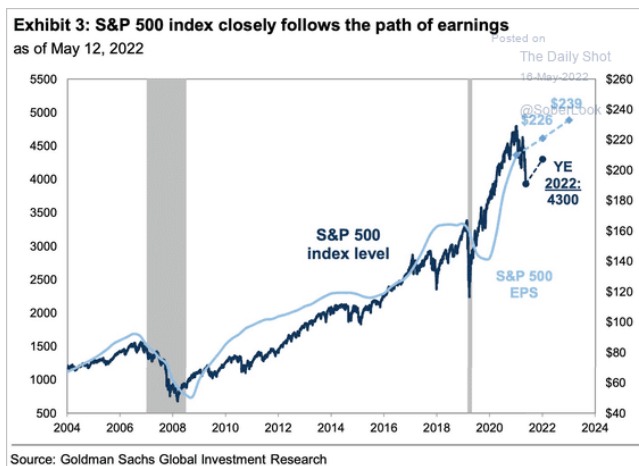 Exhibit 3: S&P 500 index closely follows the path of earnings
as of May 12, 2022
Posted on
The Daily Shot
16-May-2022
@SoberLook
5500
5000
4500
4000
3500
3000
2500
2000
1500
1000
500
$260
$240
$220
$200
$180
$160
$140
$120
$100
$80
$60
$40
$239
$226
YE
2022:
4300
S&P 500
index level
S&P 500
EPS
2004 2006 2008 2010 2012 2014 2016 2018 2020 2022 2024
Source: Goldman Sachs Global Investment Research